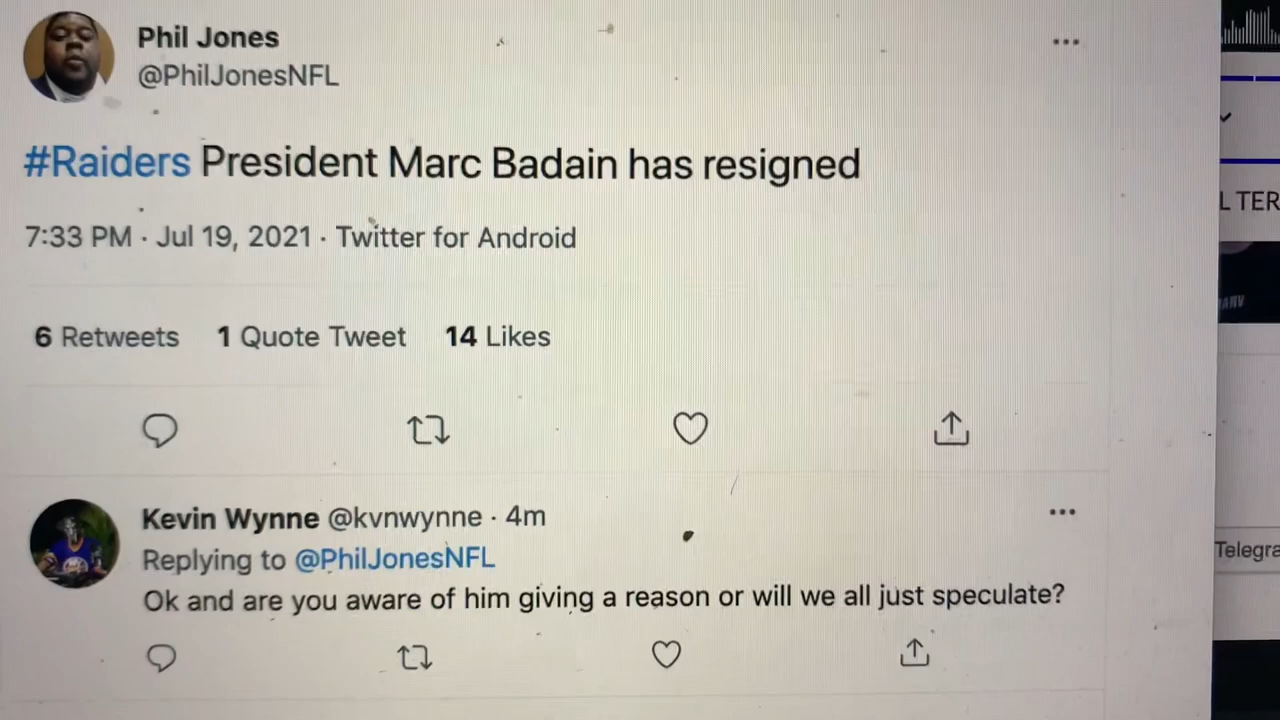 Phil Jones
@PhilJonesNFL
#Raiders President Marc Badain has resigned
7:33 PM · Jul 19, 2021 · Twitter for Android
6 Retweets 1 Quote Tweet 14 Likes
Kevin Wynne @kvnwynne · 4m
Replying to @PhilJonesNFL
Ok and are you aware of him giving a reason or will we all just speculate?
L TER
Telegra